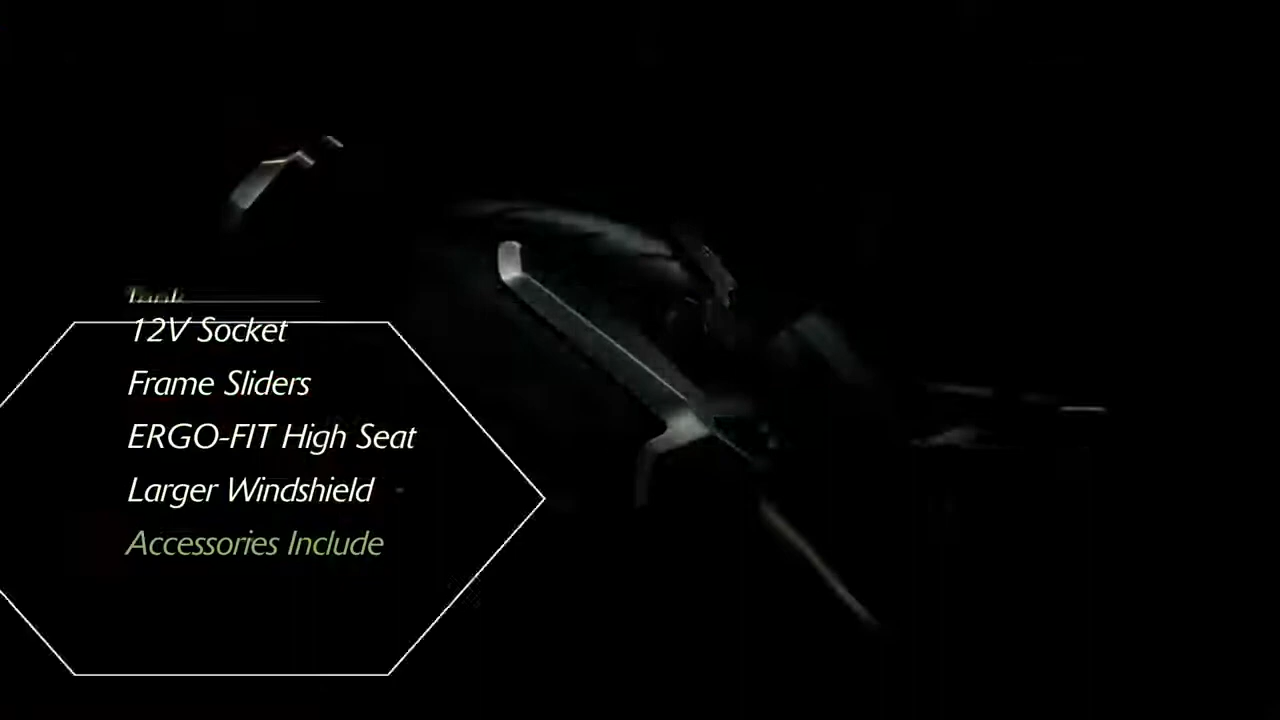 12V Socket
Frame Sliders
ERGO-FIT High Seat
Larger Windshield
Accessories Include